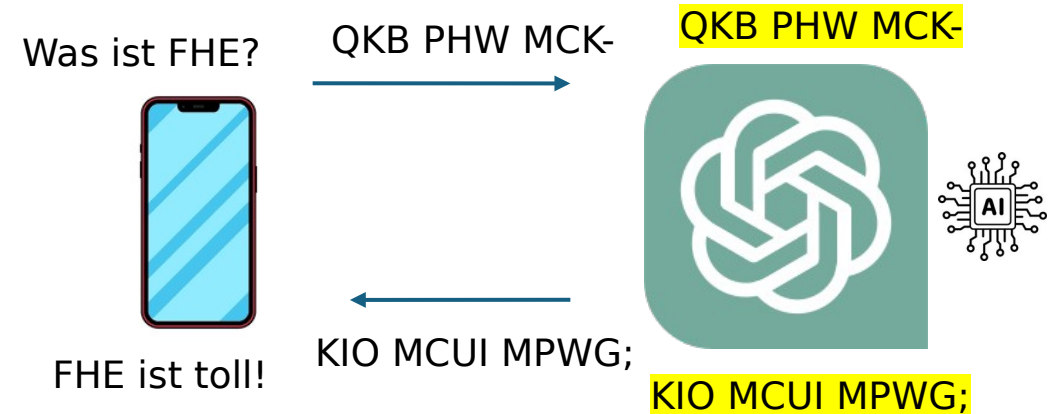 Was ist FHE?
QKB PHW MCK-
QKB PHW MCK-
AI
KIO MCUI MPWG;
FHE ist toll!
KIO MCUI MPWG;